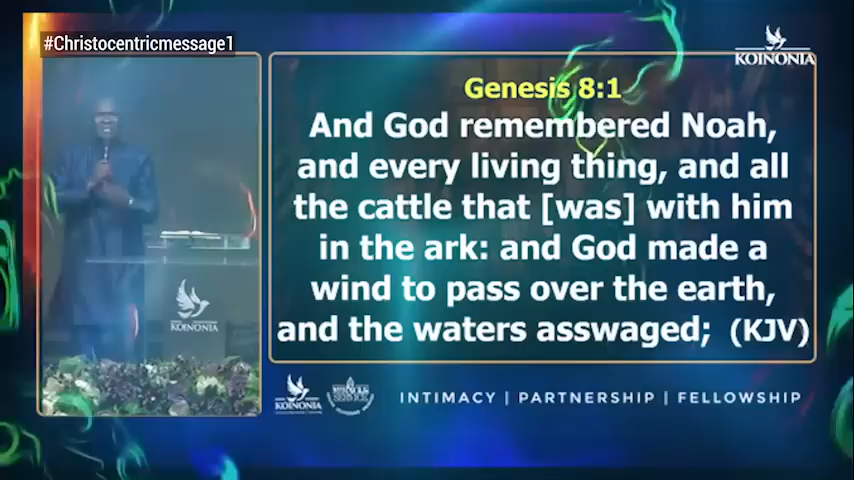 #Christocentricmessage1
KOINONIA
Genesis 8:1
And God remembered Noah,
and every living thing, and all
the cattle that [was] with him
in the ark: and God made a
wind to pass over the earth,
and the waters asswaged; (KJV)
KOINONIA
KOINONIA
SERVICE
INTIMACY | PARTNERSHIP | FELLOWSHIP